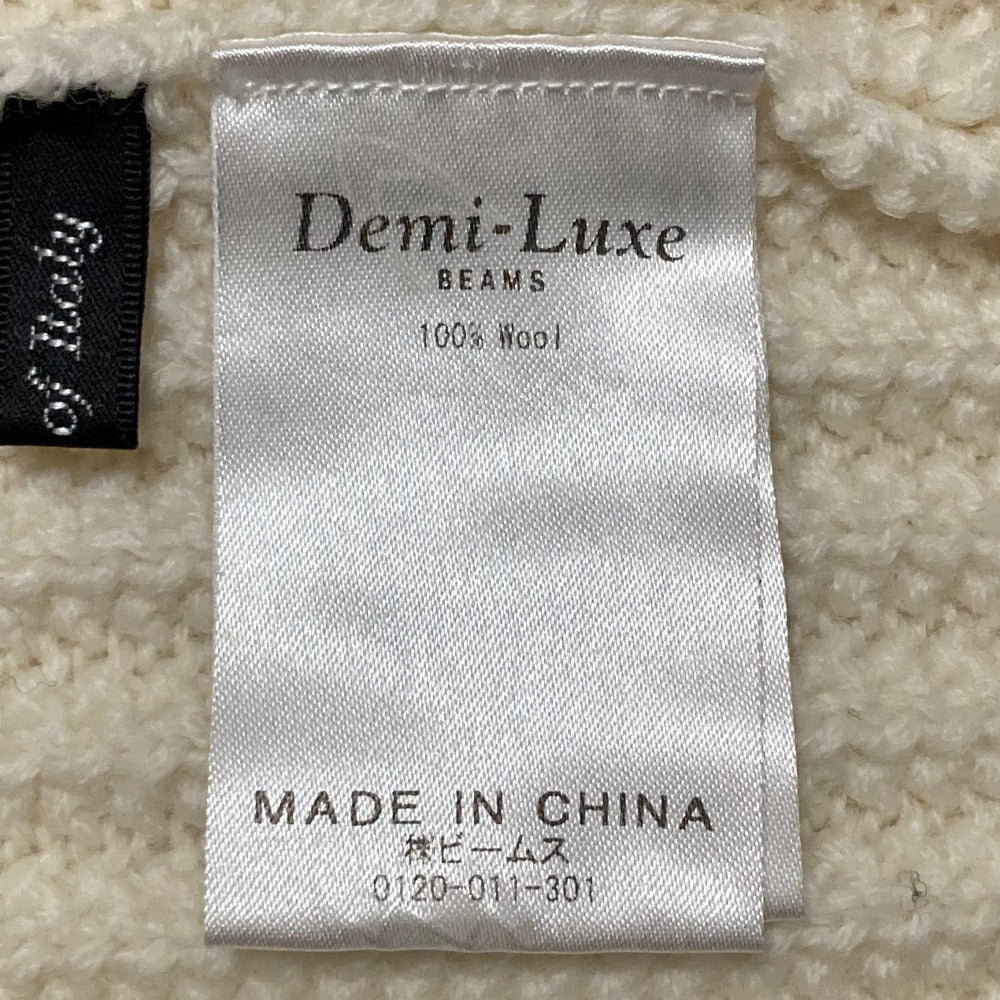 of Italy
Demi-Luxe
BEAMS
100% Wool
MADE IN CHINA
㈱ビームス
0120-011-301